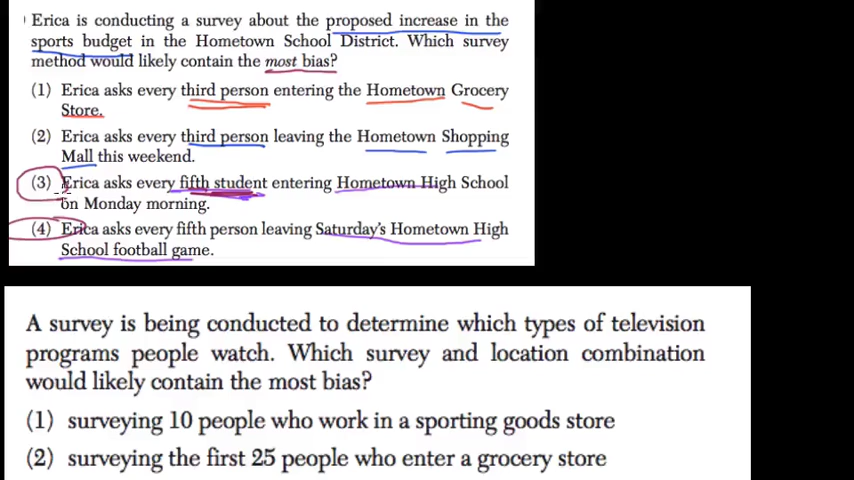 Erica is conducting a survey about the proposed increase in the
sports budget in the Hometown School District. Which survey
method would likely contain the most bias?
(1) Erica asks every third person entering the Hometown Grocery
Store.
(2) Erica asks every third person leaving the Hometown Shopping
Mall this weekend.
(3) Erica asks every fifth student entering Hometown High School
on Monday morning.
(4) Erica asks every fifth person leaving Saturday's Hometown High
School football game.
A survey is being conducted to determine which types of television
programs people watch. Which survey and location combination
would likely contain the most bias?
(1) surveying 10 people who work in a sporting goods store
(2) surveying the first 25 people who enter a grocery store